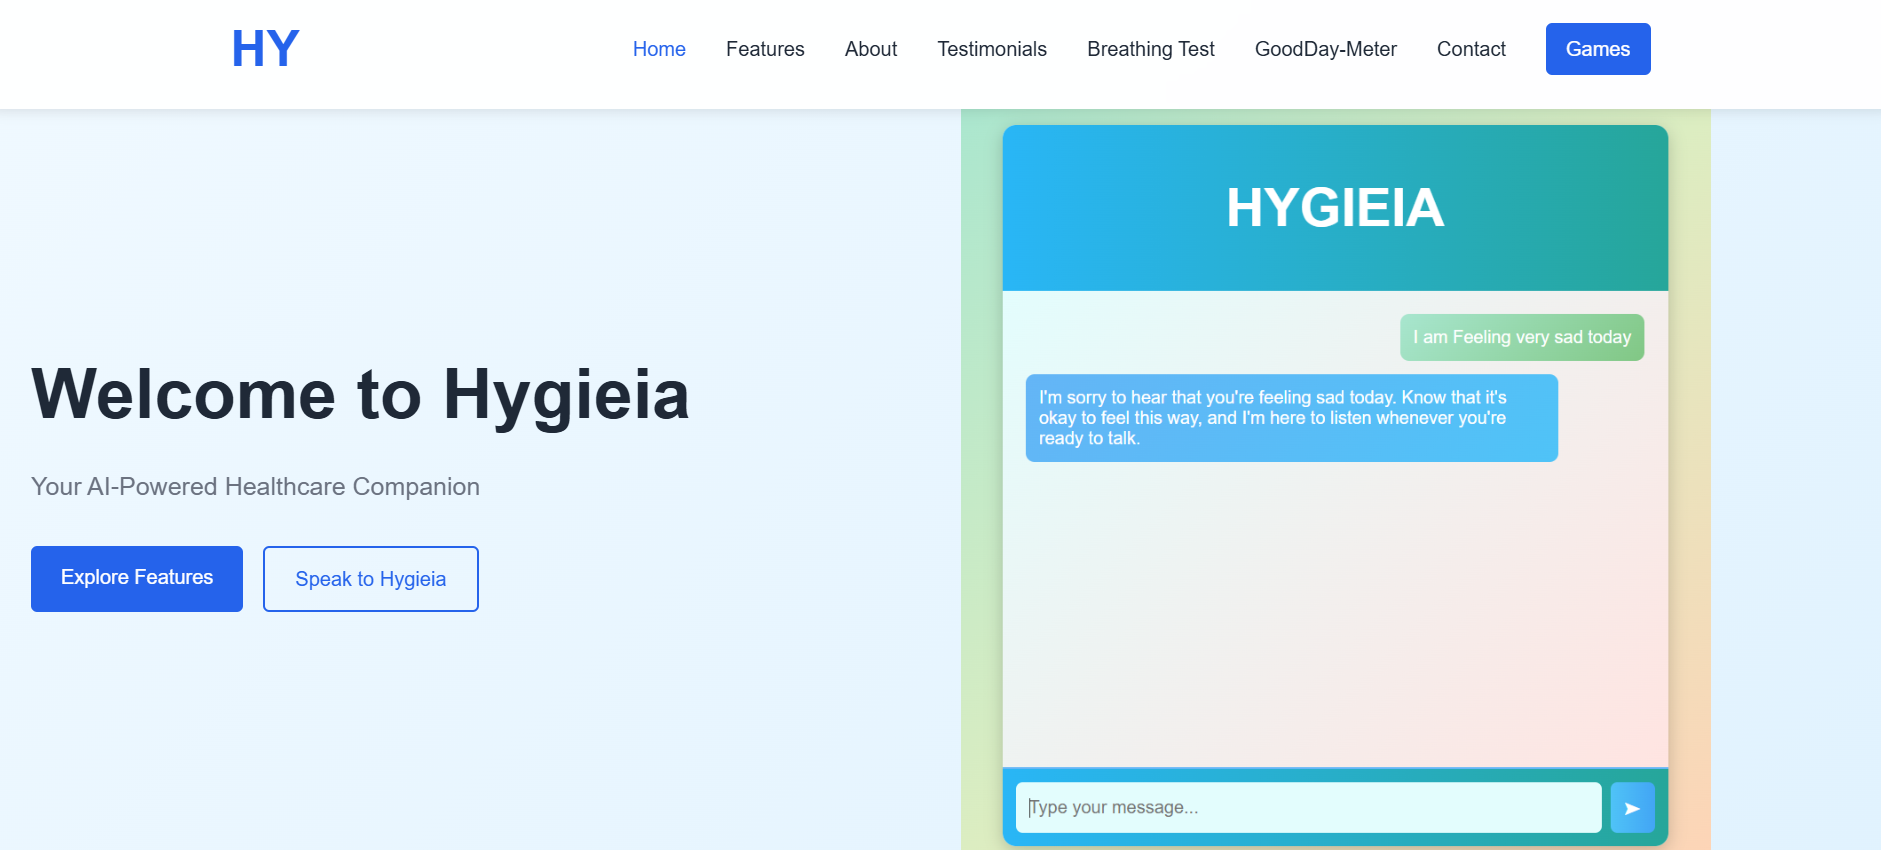 HY
Home
Features
About
Testimonials
Breathing Test
GoodDay-Meter
Contact
Games
Welcome to Hygieia
Your AI-Powered Healthcare Companion
Explore Features
Speak to Hygieia
HYGIEIA
I am Feeling very sad today
I'm sorry to hear that you're feeling sad today. Know that it's
okay to feel this way, and I'm here to listen whenever you're
ready to talk.
Type your message...